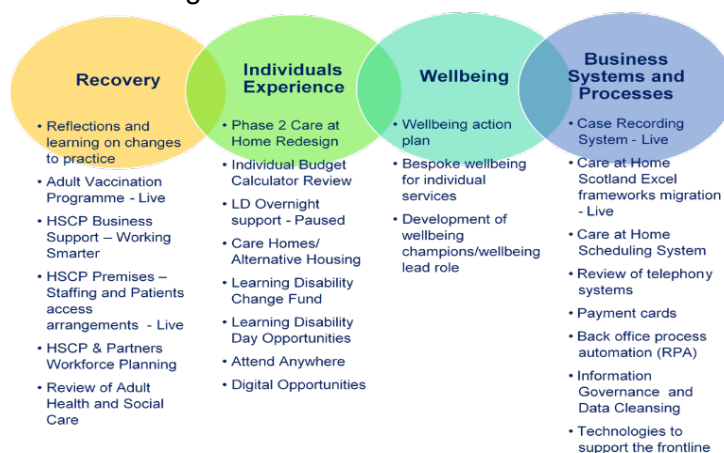 Recovery
• Reflections and
learning on changes
to practice
• Adult Vaccination
Programme - Live
• HSCP Business
Support – Working
Smarter
• HSCP Premises –
Staffing and Patients
access
arrangements - Live
• HSCP & Partners
Workforce Planning
• Review of Adult
Health and Social
Care
Individuals
Experience
• Phase 2 Care at
Home Redesign
• Individual Budget
Calculator Review
• LD Overnight
support - Paused
• Care Homes/
Alternative Housing
• Learning Disability
Change Fund
• Learning Disability
Day Opportunities
• Attend Anywhere
• Digital Opportunities
Wellbeing
• Wellbeing action
plan
• Bespoke wellbeing
for individual
services
• Development of
wellbeing
champions/wellbeing
lead role
Business
Systems and
Processes
• Case Recording
System - Live
• Care at Home
Scotland Excel
frameworks migration
- Live
• Care at Home
Scheduling System
• Review of telephony
systems
• Payment cards
• Back office process
automation (RPA)
• Information
Governance and
Data Cleansing
• Technologies to
support the frontline